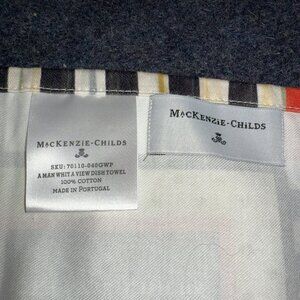 MACKENZIE-CHILDS
SKU: 70110-040GWP
A MAN WHIT A VIEW DISH TOWEL
100% COTTON
MADE IN PORTUGAL
MACKENZIE-CHILDS